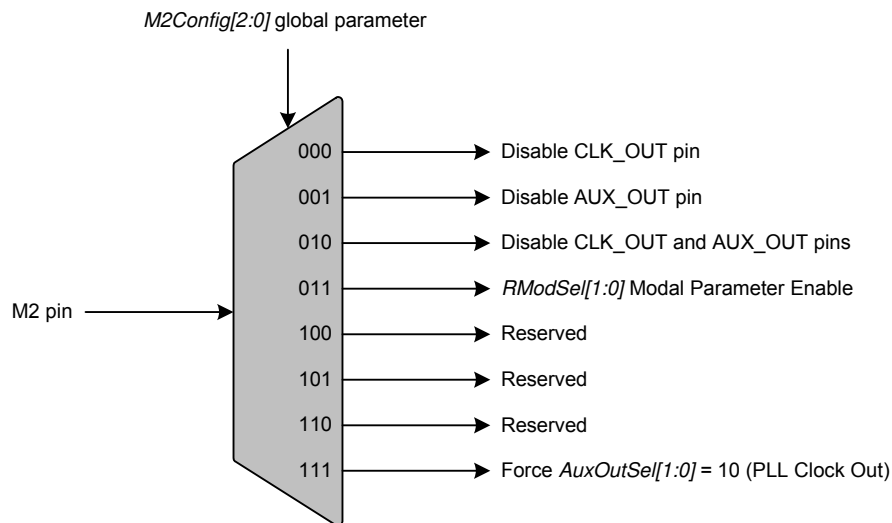 M2Config[2:0] global parameter
000 Disable CLK_OUT pin
001 Disable AUX_OUT pin
010 Disable CLK_OUT and AUX_OUT pins
011 RModSel[1:0] Modal Parameter Enable
M2 pin
100 Reserved
101 Reserved
110 Reserved
111 Force AuxOutSel[1:0] = 10 (PLL Clock Out)